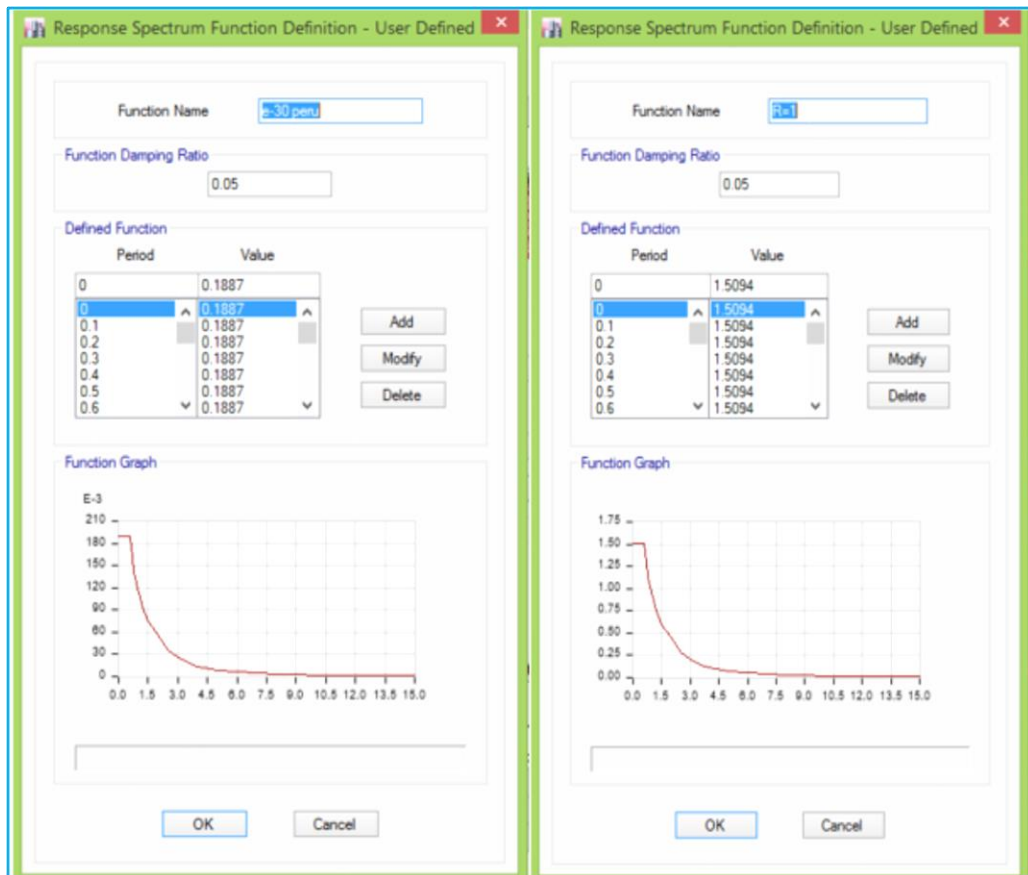 Response Spectrum Function Definition - User Defined
Function Name e-30 peru
Function Damping Ratio
0.05
Defined Function
Period Value
0 0.1887
0 0.1887
0.1 0.1887
0.2 0.1887
0.3 0.1887
0.4 0.1887
0.5 0.1887
0.6 0.1887
Add
Modify
Delete
Function Graph
E-3
210
180
150
120
90
60
30
0
0.0 1.5 3.0 4.5 6.0 7.5 9.0 10.5 12.0 13.5 15.0
OK Cancel
Response Spectrum Function Definition - User Defined
Function Name R=1
Function Damping Ratio
0.05
Defined Function
Period Value
0 1.5094
0 1.5094
0.1 1.5094
0.2 1.5094
0.3 1.5094
0.4 1.5094
0.5 1.5094
0.6 1.5094
Add
Modify
Delete
Function Graph
1.75
1.50
1.25
1.00
0.75
0.50
0.25
0.00
0.0 1.5 3.0 4.5 6.0 7.5 9.0 10.5 12.0 13.5 15.0
OK Cancel